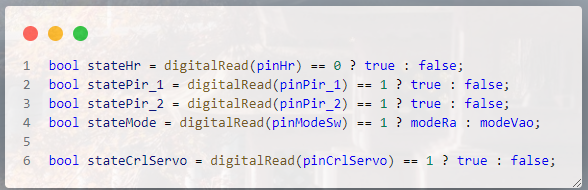 1 bool stateHr = digitalRead(pinHr) == 0 ? true : false;
2 bool statePir_1 = digitalRead(pinPir_1) == 1 ? true : false;
3 bool statePir_2 = digitalRead(pinPir_2) == 1 ? true : false;
4 bool stateMode = digitalRead(pinModeSw) == 1 ? modeRa : modeVao;
5
6 bool stateCrlServo = digitalRead(pinCrlServo) == 1 ? true : false;